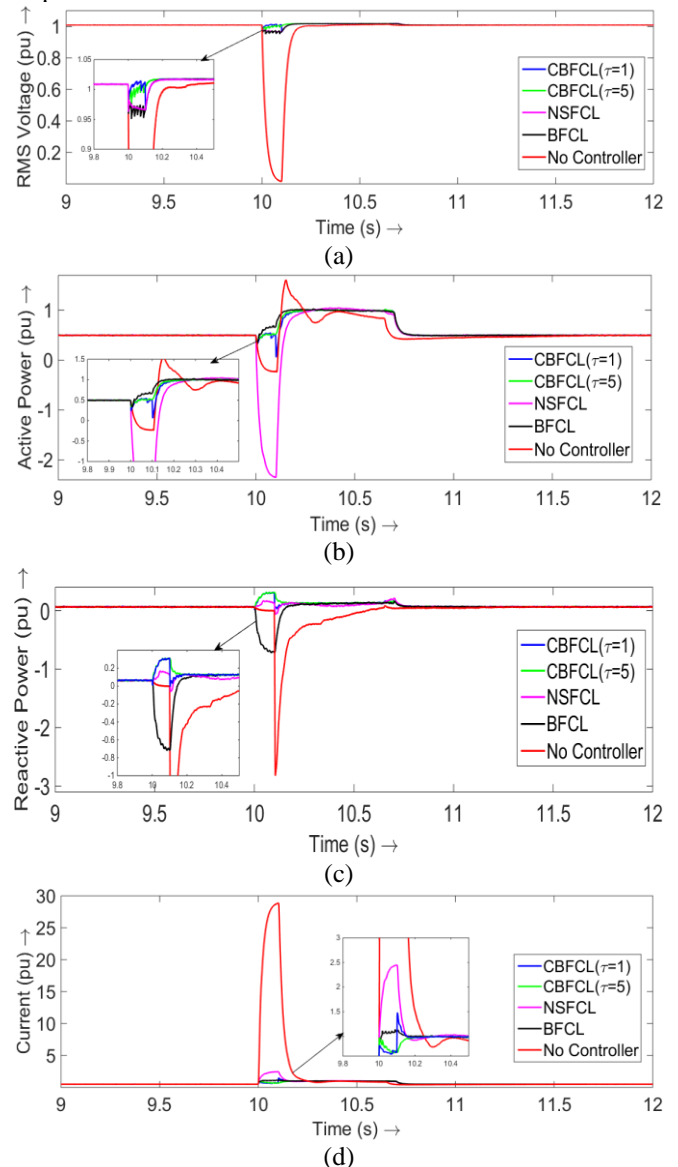 1
0.8
0.6
0.4
0.2
RMS Voltage (pu) →
1.05
1
0.95
0.9
9.8
10
10.2
10.4
CBFCL(τ=1)
CBFCL(τ=5)
NSFCL
BFCL
No Controller
9
9.5
10
10.5
11
11.5
12
Time (s) →
(a)
1
0
-1
-2
Active Power (pu) →
1.5
1
0.5
0
-0.5
-1
9.8
9.9
10
10.1
10.2
10.3
10.4
CBFCL(τ=1)
CBFCL(τ=5)
NSFCL
BFCL
No Controller
9
9.5
10
10.5
11
11.5
12
Time (s) →
(b)
0
-1
-2
-3
Reactive Power (pu) →
0.2
0
-0.2
-0.4
-0.6
-0.8
-1
9.8
10
10.2
10.4
CBFCL(τ=1)
CBFCL(τ=5)
NSFCL
BFCL
No Controller
9
9.5
10
10.5
11
11.5
12
Time (s) →
(c)
30
25
20
15
10
5
Current (pu) →
3
2.5
2
1.5
1
9.8
10
10.2
10.4
CBFCL(τ=1)
CBFCL(τ=5)
NSFCL
BFCL
No Controller
9
9.5
10
10.5
11
11.5
12
Time (s) →
(d)